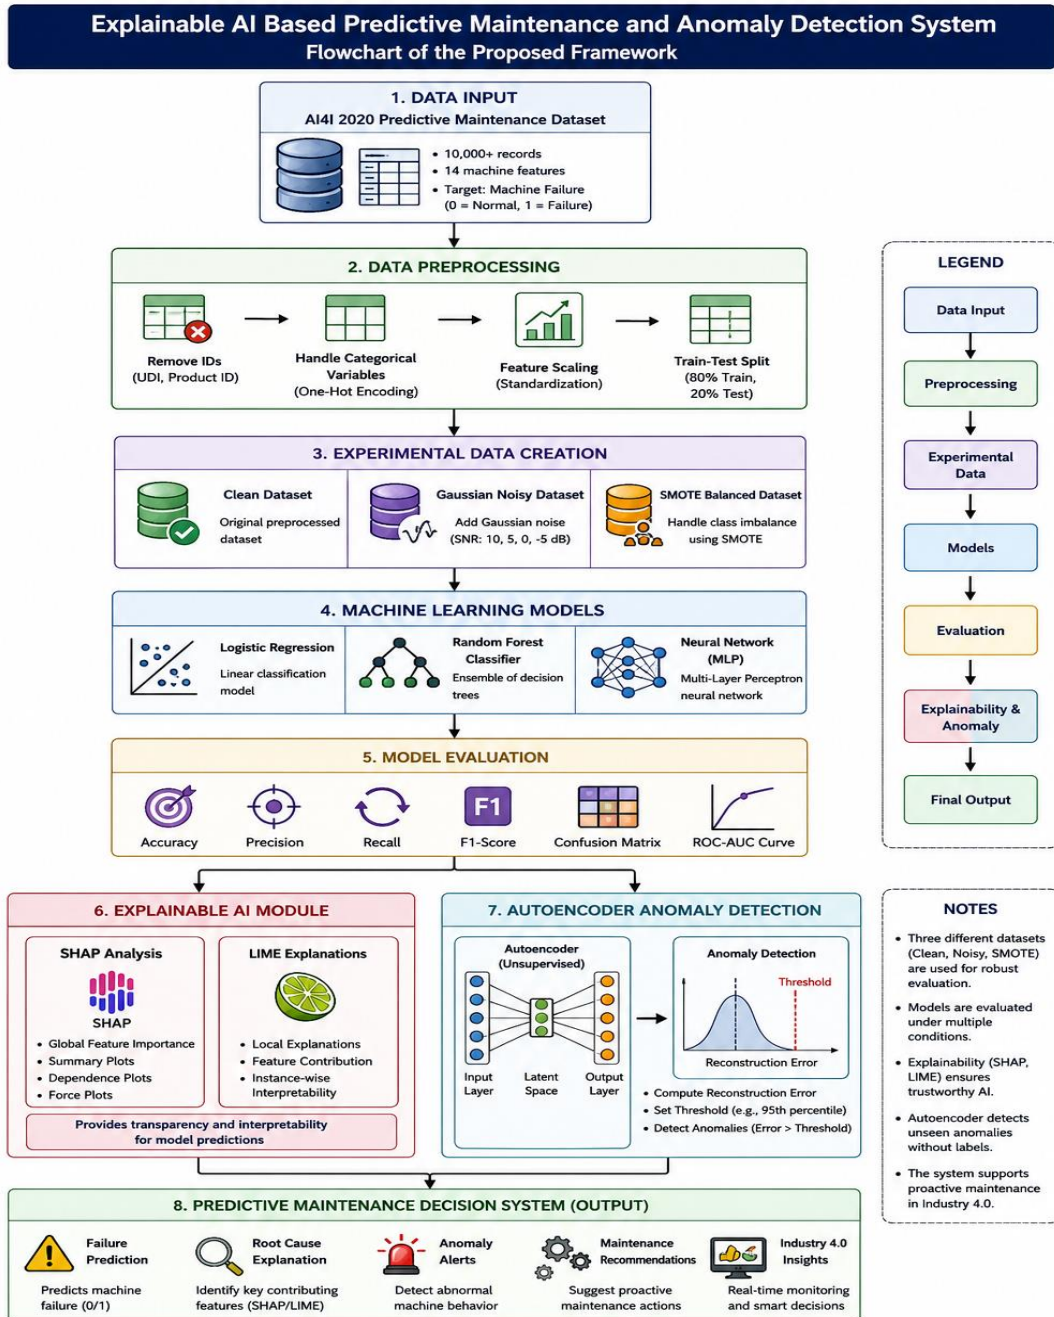 Explainable AI Based Predictive Maintenance and Anomaly Detection System
Flowchart of the Proposed Framework
1. DATA INPUT
AI4I 2020 Predictive Maintenance Dataset
• 10,000+ records
• 14 machine features
• Target: Machine Failure
(0 = Normal, 1 = Failure)
2. DATA PREPROCESSING
Remove IDs
(UDI, Product ID)
Handle Categorical
Variables
(One-Hot Encoding)
Feature Scaling
(Standardization)
Train-Test Split
(80% Train,
20% Test)
3. EXPERIMENTAL DATA CREATION
Clean Dataset
Original preprocessed
dataset
Gaussian Noisy Dataset
Add Gaussian noise
(SNR: 10, 5, 0, -5 dB)
SMOTE Balanced Dataset
Handle class imbalance
using SMOTE
4. MACHINE LEARNING MODELS
Logistic Regression
Linear classification
model
Random Forest
Classifier
Ensemble of decision
trees
Neural Network
(MLP)
Multi-Layer Perceptron
neural network
5. MODEL EVALUATION
Accuracy
Precision
Recall
F1
F1-Score
Confusion Matrix
ROC-AUC Curve
6. EXPLAINABLE AI MODULE
SHAP Analysis
SHAP
• Global Feature Importance
• Summary Plots
• Dependence Plots
• Force Plots
LIME Explanations
• Local Explanations
• Feature Contribution
• Instance-wise
Interpretability
Provides transparency and interpretability
for model predictions
7. AUTOENCODER ANOMALY DETECTION
Autoencoder
(Unsupervised)
Input
Layer
Latent
Space
Output
Layer
Anomaly Detection
Threshold
Reconstruction Error
• Compute Reconstruction Error
• Set Threshold (e.g., 95th percentile)
• Detect Anomalies (Error > Threshold)
8. PREDICTIVE MAINTENANCE DECISION SYSTEM (OUTPUT)
Failure
Prediction
Predicts machine
failure (0/1)
Root Cause
Explanation
Identify key contributing
features (SHAP/LIME)
Anomaly
Alerts
Detect abnormal
machine behavior
Maintenance
Recommendations
Suggest proactive
maintenance actions
Industry 4.0
Insights
Real-time monitoring
and smart decisions
LEGEND
Data Input
Preprocessing
Experimental
Data
Models
Evaluation
Explainability &
Anomaly
Final Output
NOTES
• Three different datasets
(Clean, Noisy, SMOTE)
are used for robust
evaluation.
• Models are evaluated
under multiple
conditions.
• Explainability (SHAP,
LIME) ensures
trustworthy AI.
• Autoencoder detects
unseen anomalies
without labels.
• The system supports
proactive maintenance
in Industry 4.0.